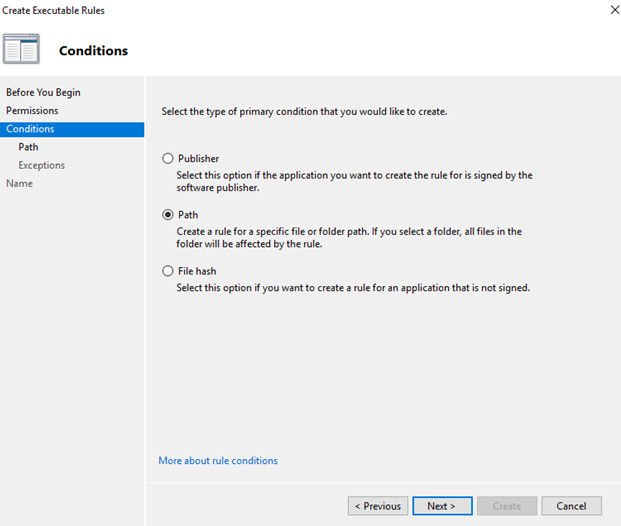 Create Executable Rules
Conditions
Before You Begin
Permissions
Conditions
Path
Exceptions
Name
Select the type of primary condition that you would like to create.
Publisher
Select this option if the application you want to create the rule for is signed by the
software publisher.
Path
Create a rule for a specific file or folder path. If you select a folder, all files in the
folder will be affected by the rule.
File hash
Select this option if you want to create a rule for an application that is not signed.
More about rule conditions
< Previous
Next >
Create
Cancel